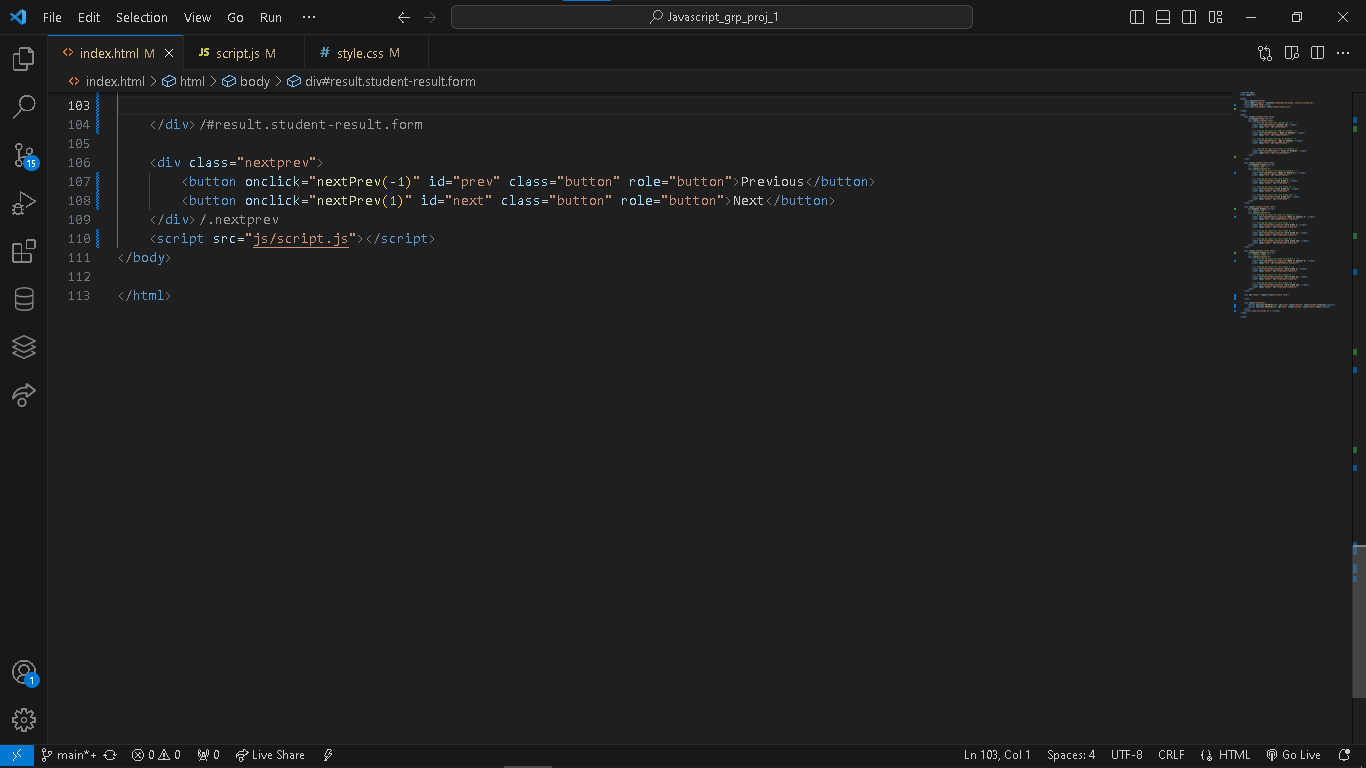 File Edit Selection View Go Run ··· Javascript_grp_proj_1
index.html M JS script.js M # style.css M
index.html > html > body > div#result.student-result.form
103
104 </div> /#result.student-result.form
105
106 <div class="nextprev">
107 <button onclick="nextPrev(-1)" id="prev" class="button" role="button">Previous</button>
108 <button onclick="nextPrev(1)" id="next" class="button" role="button">Next</button>
109 </div> /.nextprev
110 <script src="js/script.js"></script>
111 </body>
112
113 </html>
15
1
main*+ 0 0 0 Live Share Ln 103, Col 1 Spaces: 4 UTF-8 CRLF {} HTML Go Live